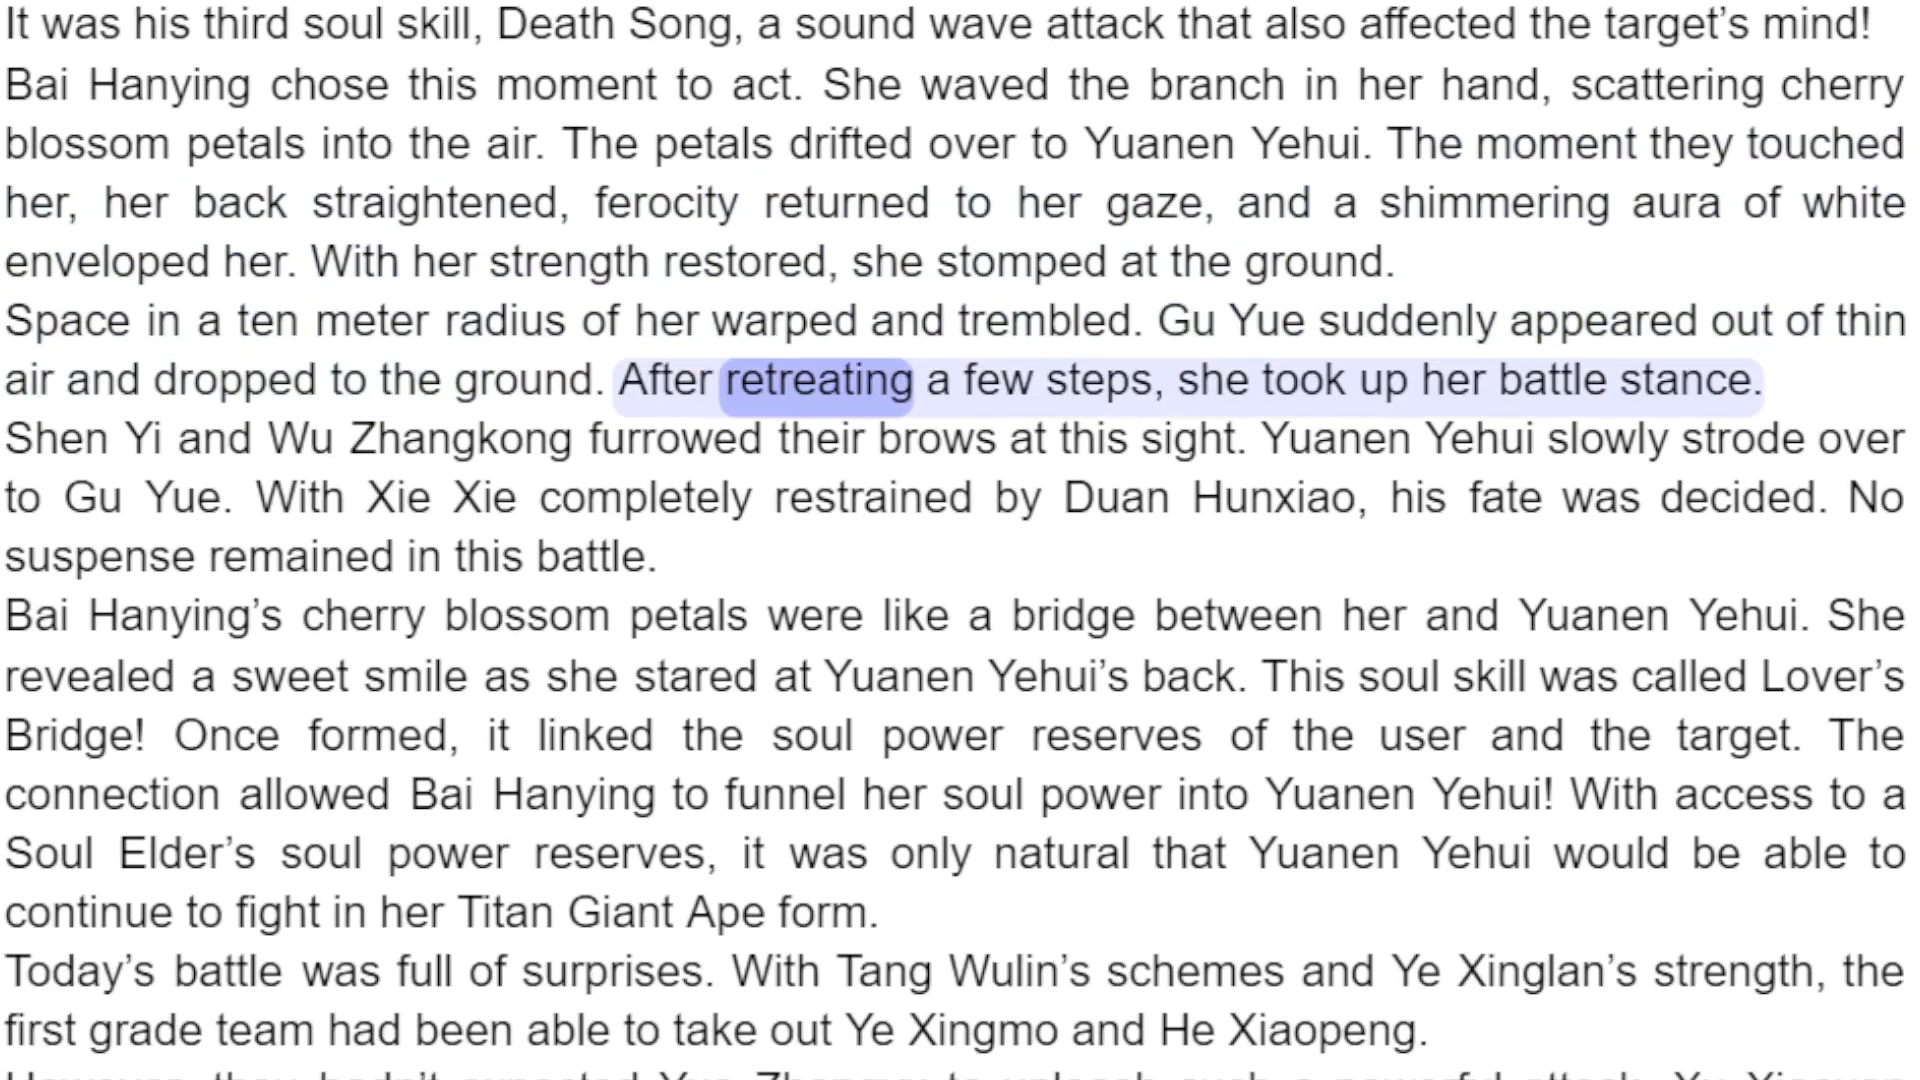 It was his third soul skill, Death Song, a sound wave attack that also affected the target’s mind!
Bai Hanying chose this moment to act. She waved the branch in her hand, scattering cherry
blossom petals into the air. The petals drifted over to Yuanen Yehui. The moment they touched
her, her back straightened, ferocity returned to her gaze, and a shimmering aura of white
enveloped her. With her strength restored, she stomped at the ground.
Space in a ten meter radius of her warped and trembled. Gu Yue suddenly appeared out of thin
air and dropped to the ground. After retreating a few steps, she took up her battle stance.
Shen Yi and Wu Zhangkong furrowed their brows at this sight. Yuanen Yehui slowly strode over
to Gu Yue. With Xie Xie completely restrained by Duan Hunxiao, his fate was decided. No
suspense remained in this battle.
Bai Hanying’s cherry blossom petals were like a bridge between her and Yuanen Yehui. She
revealed a sweet smile as she stared at Yuanen Yehui’s back. This soul skill was called Lover’s
Bridge! Once formed, it linked the soul power reserves of the user and the target. The
connection allowed Bai Hanying to funnel her soul power into Yuanen Yehui! With access to a
Soul Elder’s soul power reserves, it was only natural that Yuanen Yehui would be able to
continue to fight in her Titan Giant Ape form.
Today’s battle was full of surprises. With Tang Wulin’s schemes and Ye Xinglan’s strength, the
first grade team had been able to take out Ye Xingmo and He Xiaopeng.